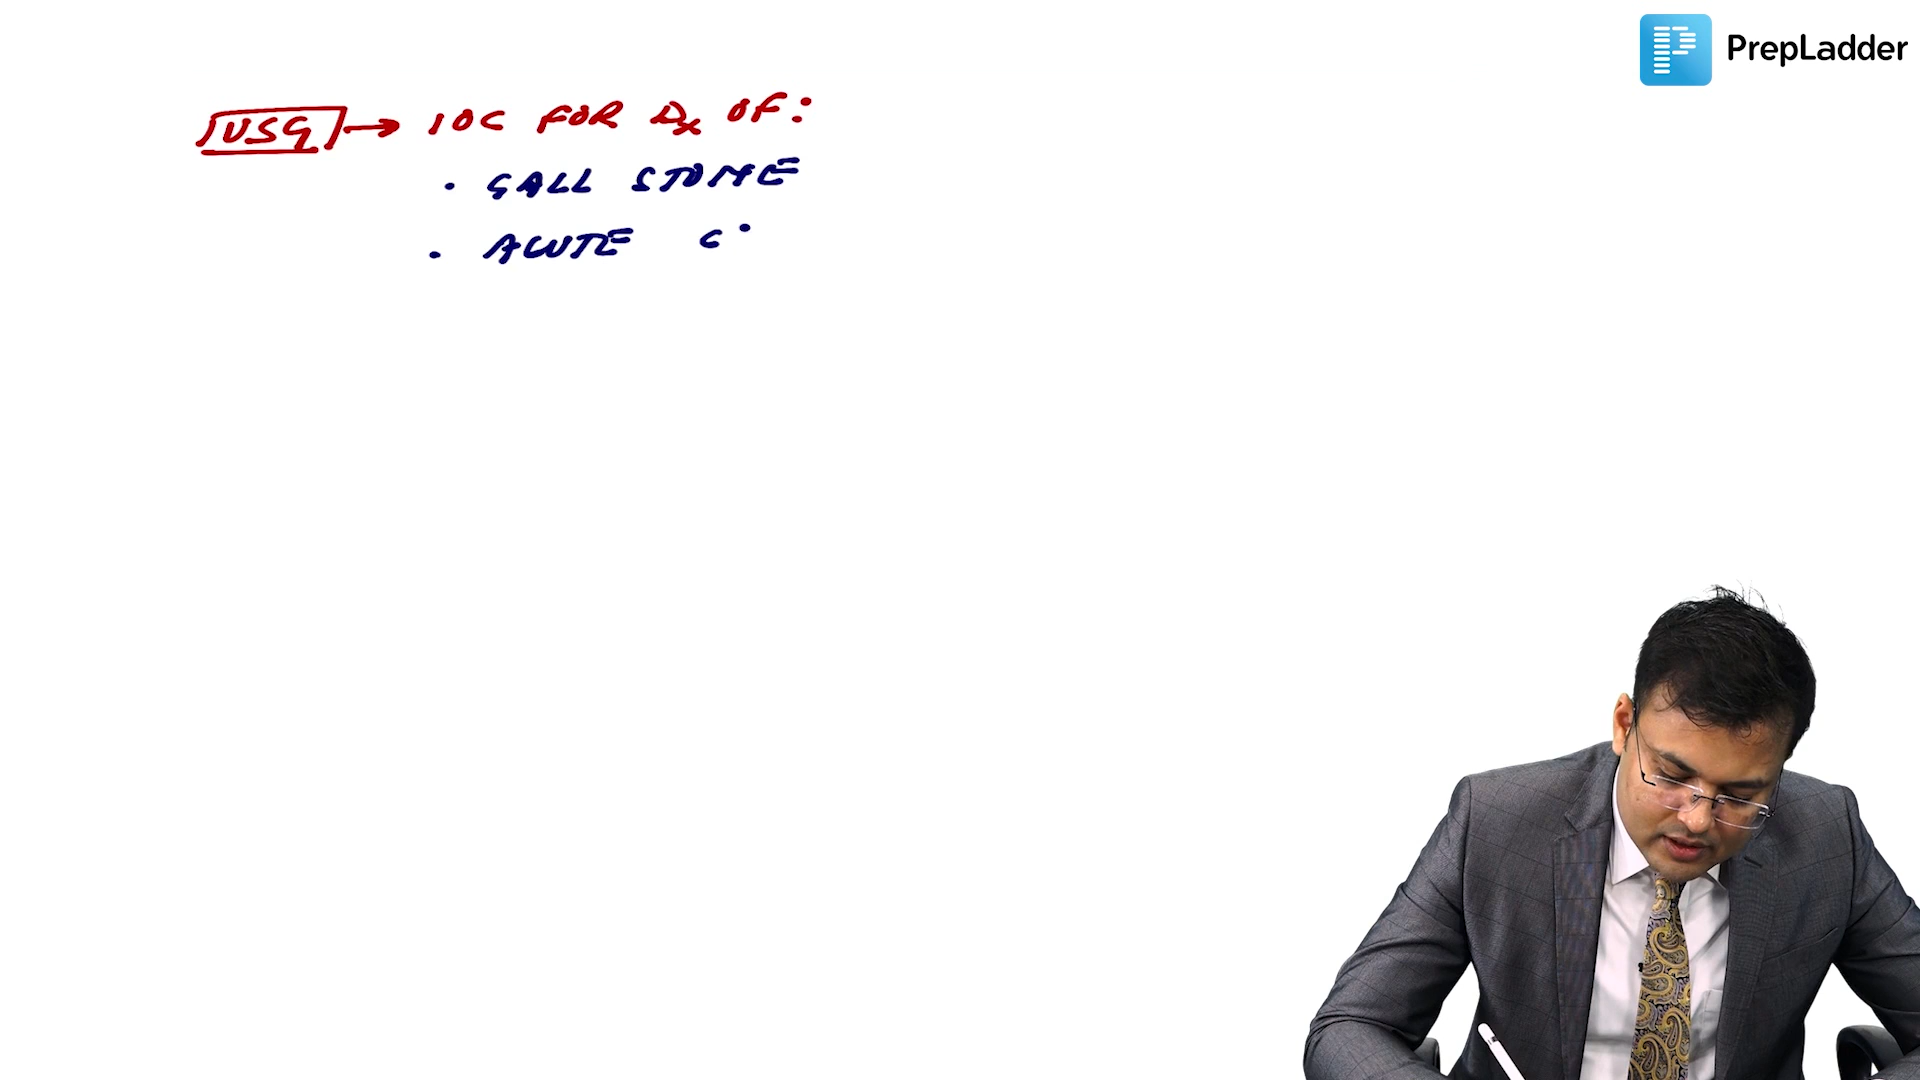 PrepLadder
USG → IOC FOR Dx OF:
• GALL STONE
• ACUTE C